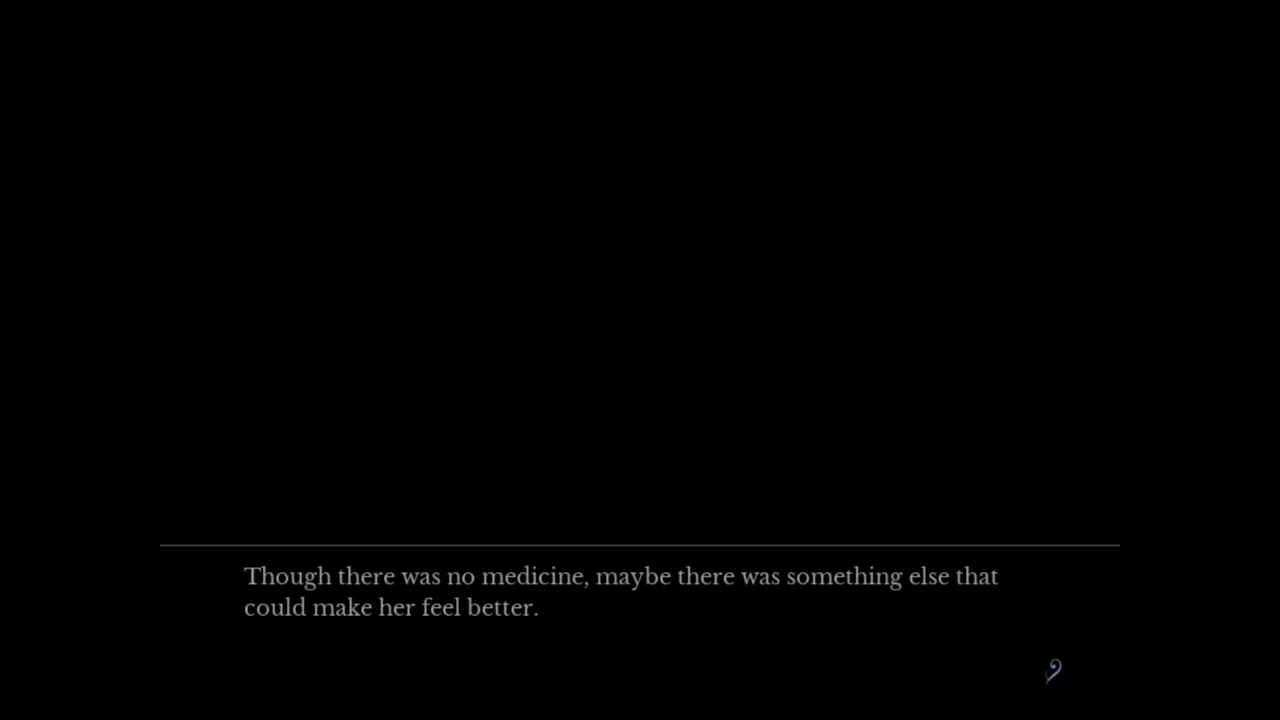 Though there was no medicine, maybe there was something else that
could make her feel better.